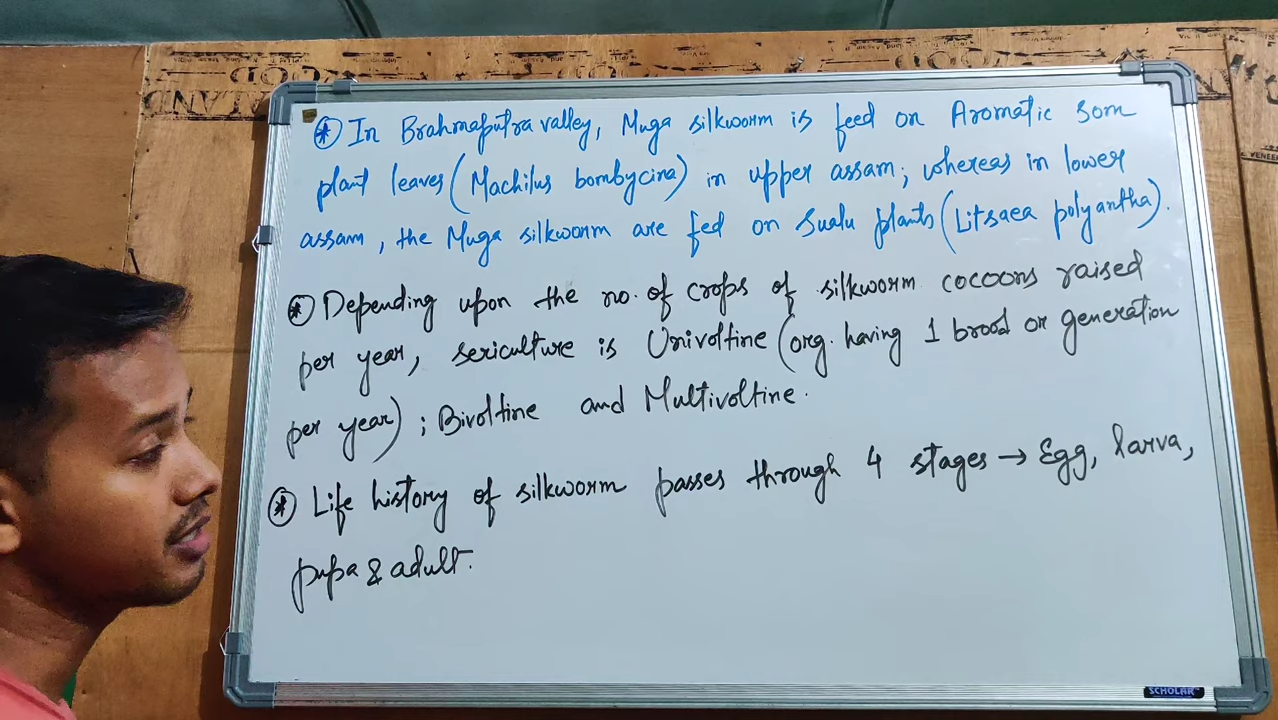 * In Brahmaputra valley, Muga silkworm is feed on Aromatic Som
plant leaves (Machilus bombycina) in upper assam; whereas in lower
assam, the Muga silkworm are fed on Sualu plants (Litsaea polyantha).
* Depending upon the no. of crops of silkworm cocoons raised
per year, sericulture is Univoltine (org. having 1 brood or generation
per year); Bivoltine and Multivoltine.
* Life history of silkworm passes through 4 stages → Egg, larva,
pupa & adult.
SCHOLAR